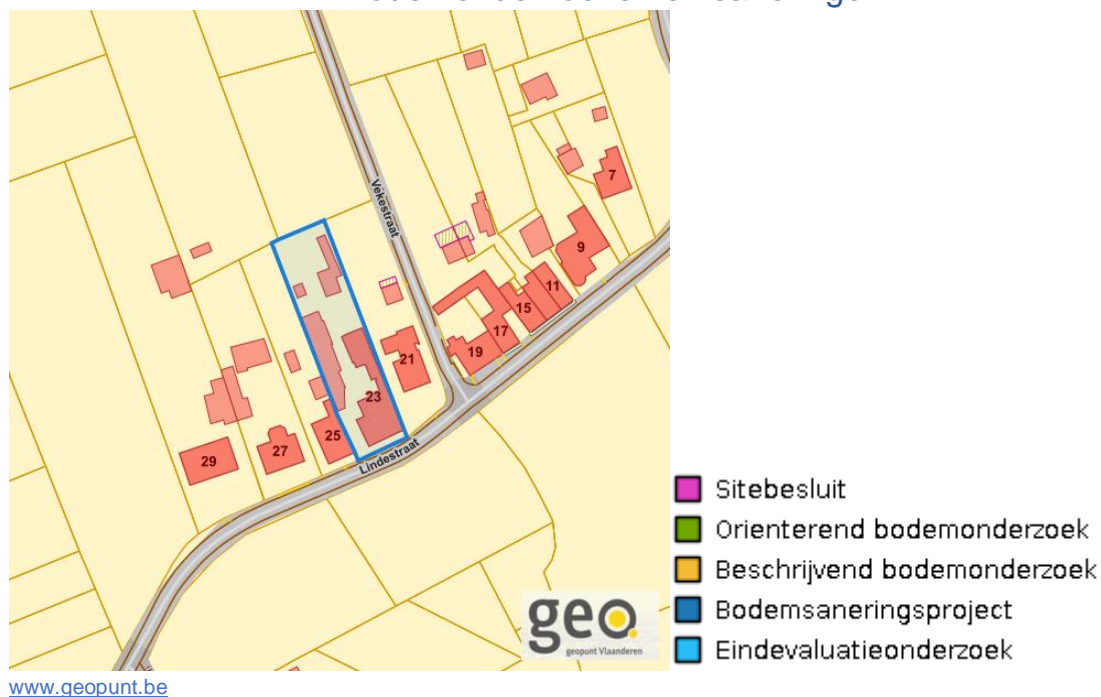 Vekestraat
7
9
11
15
17
19
21
23
25
27
29
Lindestraat
geo
geopunt Vlaanderen
Sitebesluit
Orienterend bodemonderzoek
Beschrijvend bodemonderzoek
Bodemsaneringsproject
Eindevaluatieonderzoek
www.geopunt.be